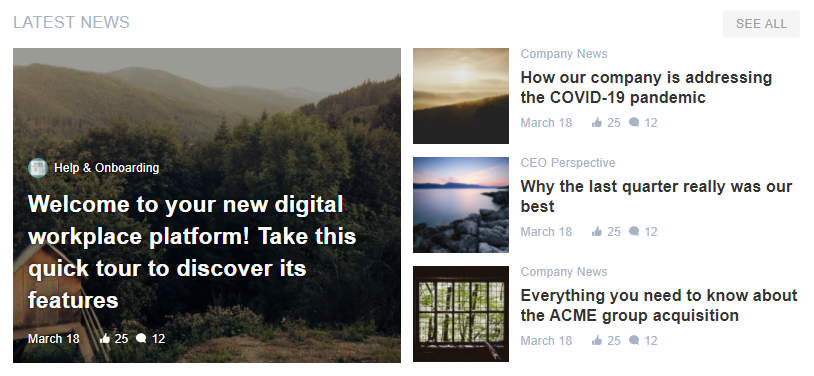 LATEST NEWS
SEE ALL
Help & Onboarding
Welcome to your new digital
workplace platform! Take this
quick tour to discover its
features
March 18 25 12
Company News
How our company is addressing
the COVID-19 pandemic
March 18 25 12
CEO Perspective
Why the last quarter really was our
best
March 18 25 12
Company News
Everything you need to know about
the ACME group acquisition
March 18 25 12